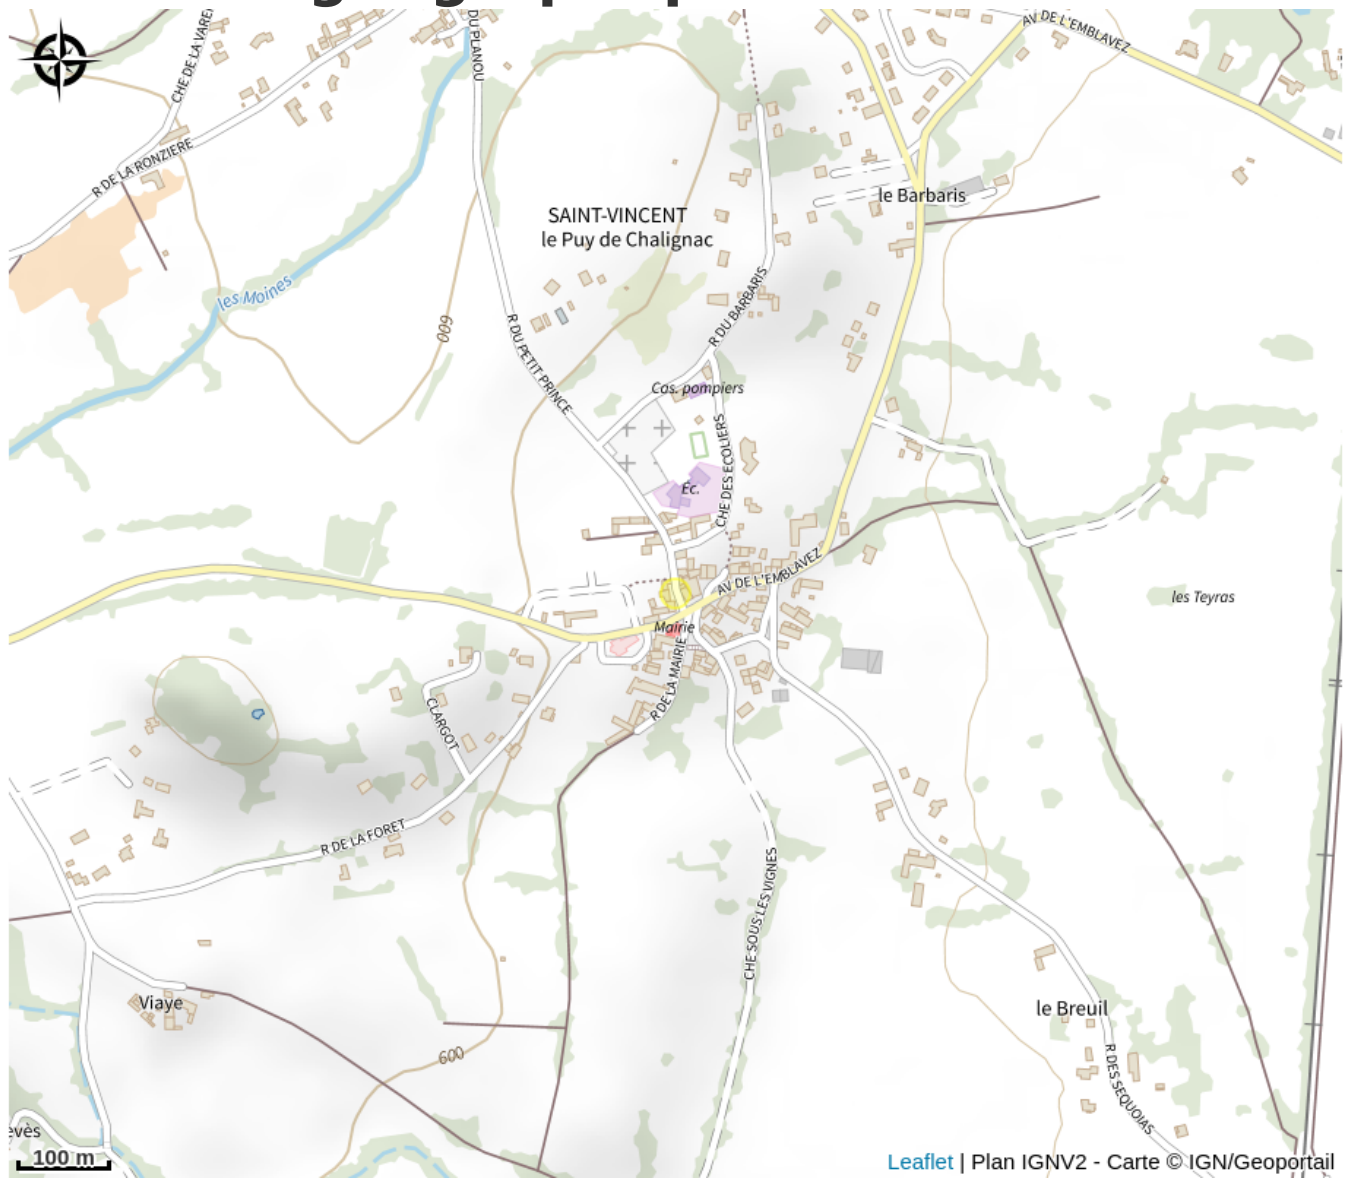 DU PLANOU
AV DE L'EMBLAVEZ
CHE DE LA VARE
R DE LA RONZIERE
le Barbaris
SAINT-VINCENT
le Puy de Chalignac
les Moines
R DU BARBARIS
600
R DU PETIT PRINCE
Cas. pompiers
CHE DES ECOLIERS
Éc.
AV DE L'EMBLAVEZ
les Teyras
Mairie
R DE LA MAIRIE
CLARGOT
R DE LA FORET
CHE SOUS LES VIGNES
Viaye
le Breuil
600
R DES SEQUOIAS
evès
100 m
Leaflet | Plan IGNV2 - Carte © IGN/Geoportail